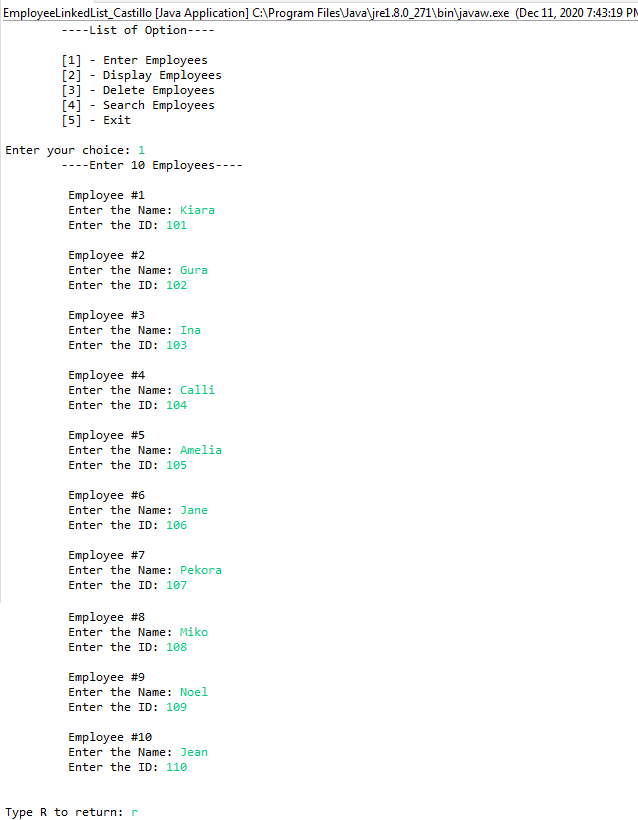 EmployeeLinkedList_Castillo [Java Application] C:\Program Files\Java\jre1.8.0_271\bin\javaw.exe (Dec 11, 2020 7:43:19 PM
----List of Option----
[1] - Enter Employees
[2] - Display Employees
[3] - Delete Employees
[4] - Search Employees
[5] - Exit
Enter your choice: 1
----Enter 10 Employees----
Employee #1
Enter the Name: Kiara
Enter the ID: 101
Employee #2
Enter the Name: Gura
Enter the ID: 102
Employee #3
Enter the Name: Ina
Enter the ID: 103
Employee #4
Enter the Name: Calli
Enter the ID: 104
Employee #5
Enter the Name: Amelia
Enter the ID: 105
Employee #6
Enter the Name: Jane
Enter the ID: 106
Employee #7
Enter the Name: Pekora
Enter the ID: 107
Employee #8
Enter the Name: Miko
Enter the ID: 108
Employee #9
Enter the Name: Noel
Enter the ID: 109
Employee #10
Enter the Name: Jean
Enter the ID: 110
Type R to return: r